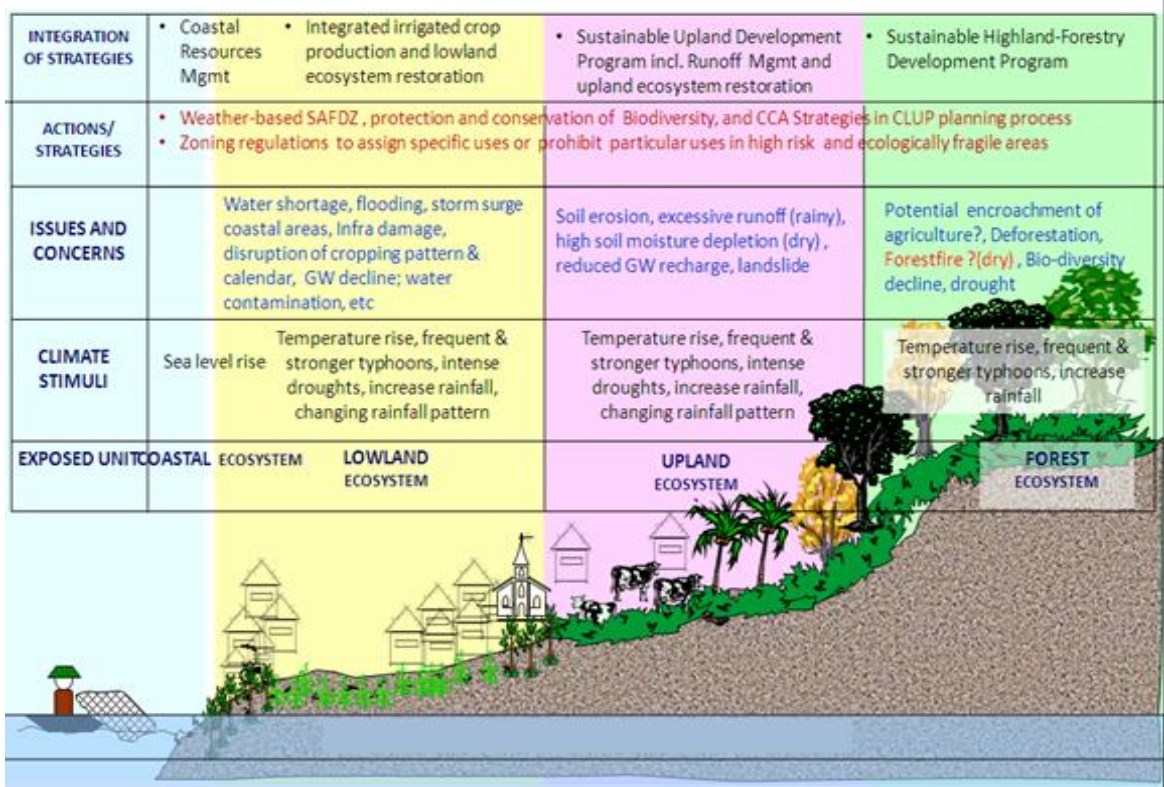 INTEGRATION
OF STRATEGIES
• Coastal
Resources
Mgmt
• Integrated irrigated crop
production and lowland
ecosystem restoration
• Sustainable Upland Development
Program incl. Runoff Mgmt and
upland ecosystem restoration
• Sustainable Highland-Forestry
Development Program
ACTIONS/
STRATEGIES
• Weather-based SAFDZ , protection and conservation of Biodiversity, and CCA Strategies in CLUP planning process
• Zoning regulations to assign specific uses or prohibit particular uses in high risk and ecologically fragile areas
ISSUES AND
CONCERNS
Water shortage, flooding, storm surge
coastal areas, Infra damage,
disruption of cropping pattern &
calendar, GW decline; water
contamination, etc
Soil erosion, excessive runoff (rainy),
high soil moisture depletion (dry) ,
reduced GW recharge, landslide
Potential encroachment of
agriculture?, Deforestation,
Forestfire ?(dry) , Bio-diversity
decline, drought
CLIMATE
STIMULI
Sea level rise
Temperature rise, frequent &
stronger typhoons, intense
droughts, increase rainfall,
changing rainfall pattern
Temperature rise, frequent &
stronger typhoons, intense
droughts, increase rainfall,
changing rainfall pattern
Temperature rise, frequent &
stronger typhoons, increase
rainfall
EXPOSED UNIT
COASTAL ECOSYSTEM
LOWLAND
ECOSYSTEM
UPLAND
ECOSYSTEM
FOREST
ECOSYSTEM